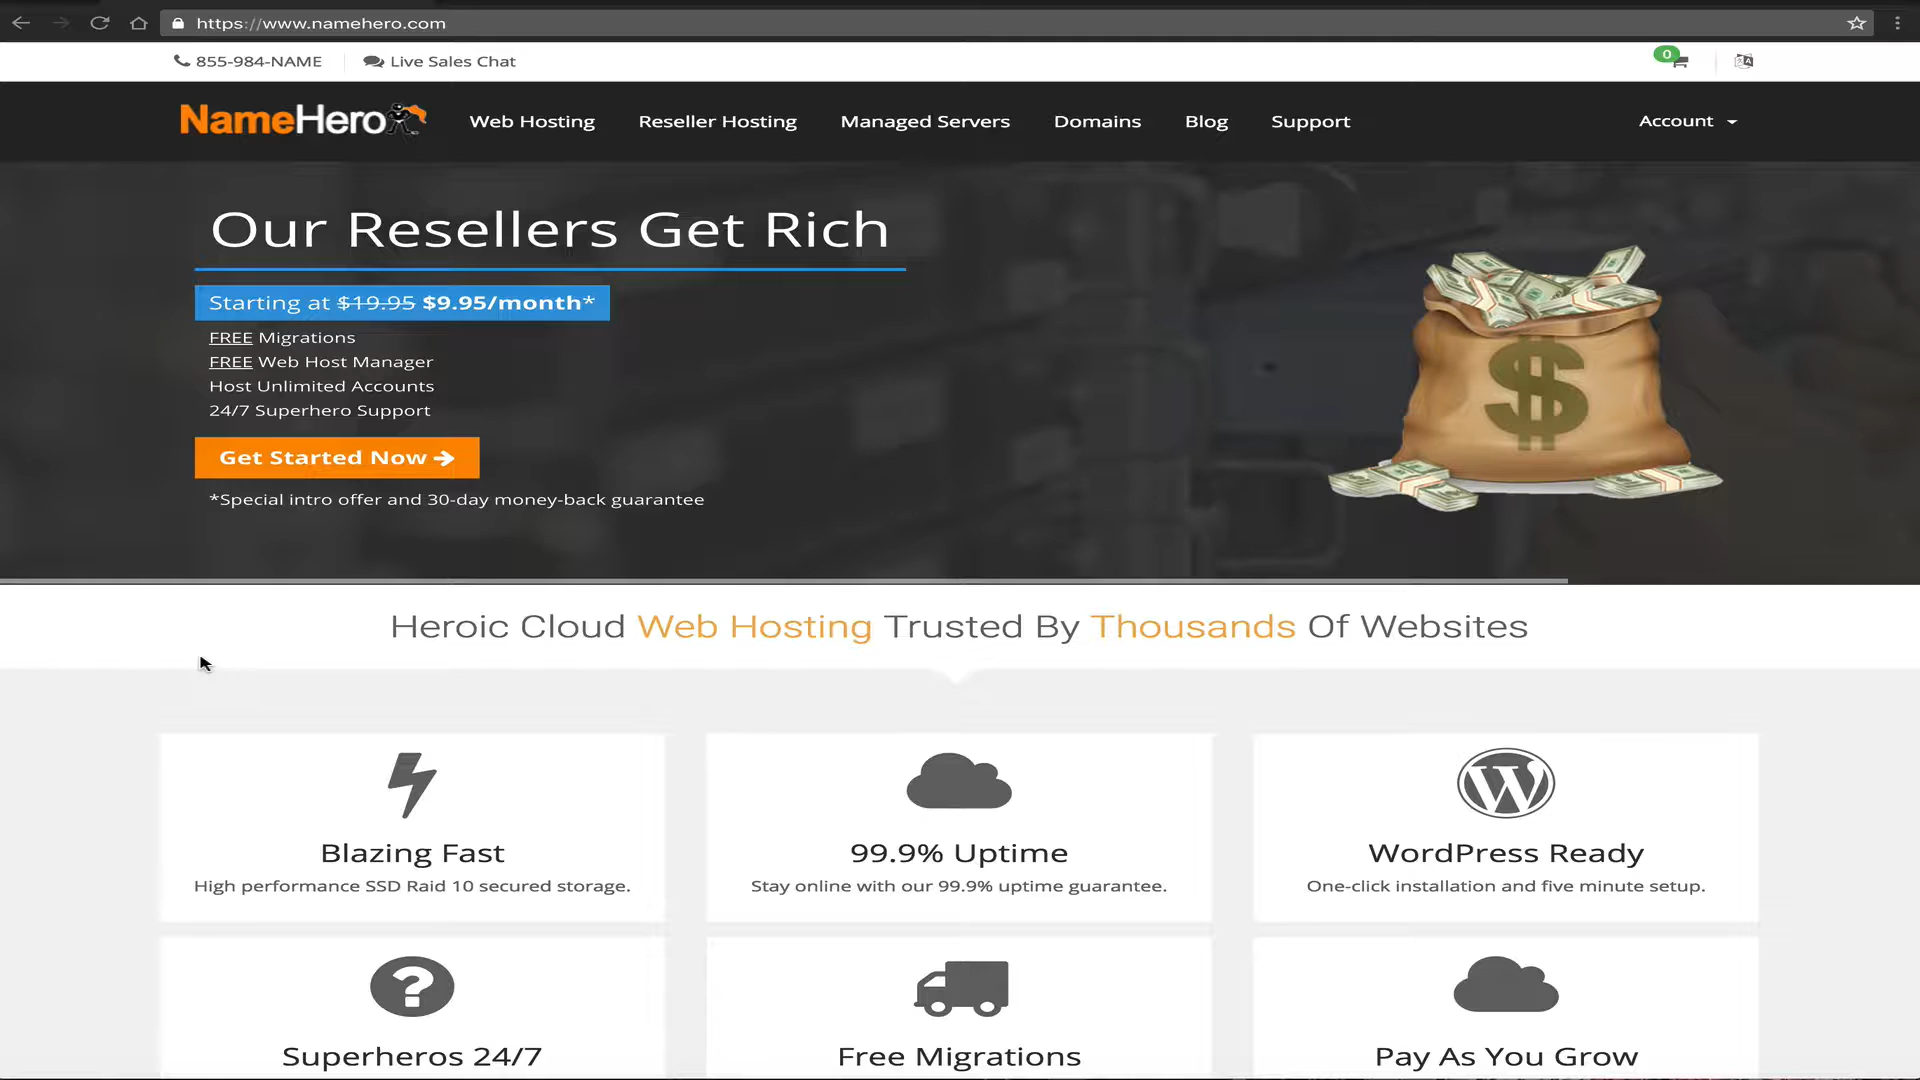 https://www.namehero.com
855-984-NAME
Live Sales Chat
0
NameHero
Web Hosting
Reseller Hosting
Managed Servers
Domains
Blog
Support
Account
Our Resellers Get Rich
Starting at $19.95 $9.95/month*
FREE Migrations
FREE Web Host Manager
Host Unlimited Accounts
24/7 Superhero Support
Get Started Now
*Special intro offer and 30-day money-back guarantee
$
Heroic Cloud Web Hosting Trusted By Thousands Of Websites
Blazing Fast
High performance SSD Raid 10 secured storage.
99.9% Uptime
Stay online with our 99.9% uptime guarantee.
WordPress Ready
One-click installation and five minute setup.
Superheros 24/7
Free Migrations
Pay As You Grow